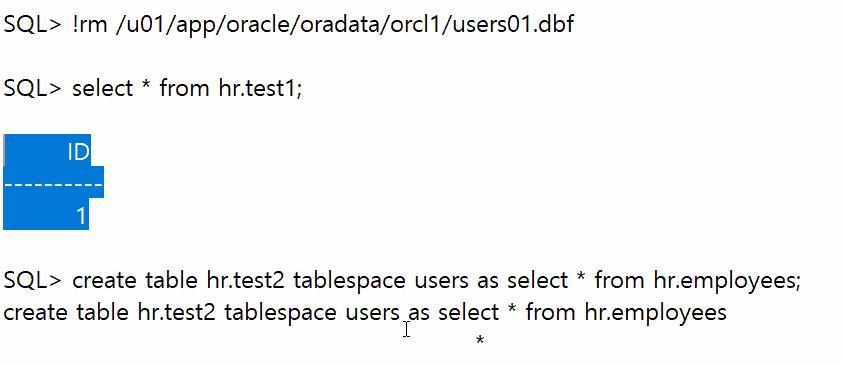 SQL> !rm /u01/app/oracle/oradata/orcl1/users01.dbf
SQL> select * from hr.test1;
ID
----------
1
SQL> create table hr.test2 tablespace users as select * from hr.employees;
create table hr.test2 tablespace users as select * from hr.employees
*